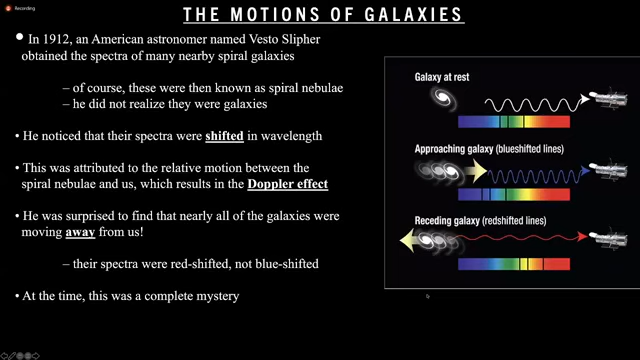 Recording
THE MOTIONS OF GALAXIES
• In 1912, an American astronomer named Vesto Slipher
obtained the spectra of many nearby spiral galaxies
– of course, these were then known as spiral nebulae
– he did not realize they were galaxies
• He noticed that their spectra were shifted in wavelength
• This was attributed to the relative motion between the
spiral nebulae and us, which results in the Doppler effect
• He was surprised to find that nearly all of the galaxies were
moving away from us!
– their spectra were red-shifted, not blue-shifted
• At the time, this was a complete mystery
Galaxy at rest
Approaching galaxy (blueshifted lines)
Receding galaxy (redshifted lines)